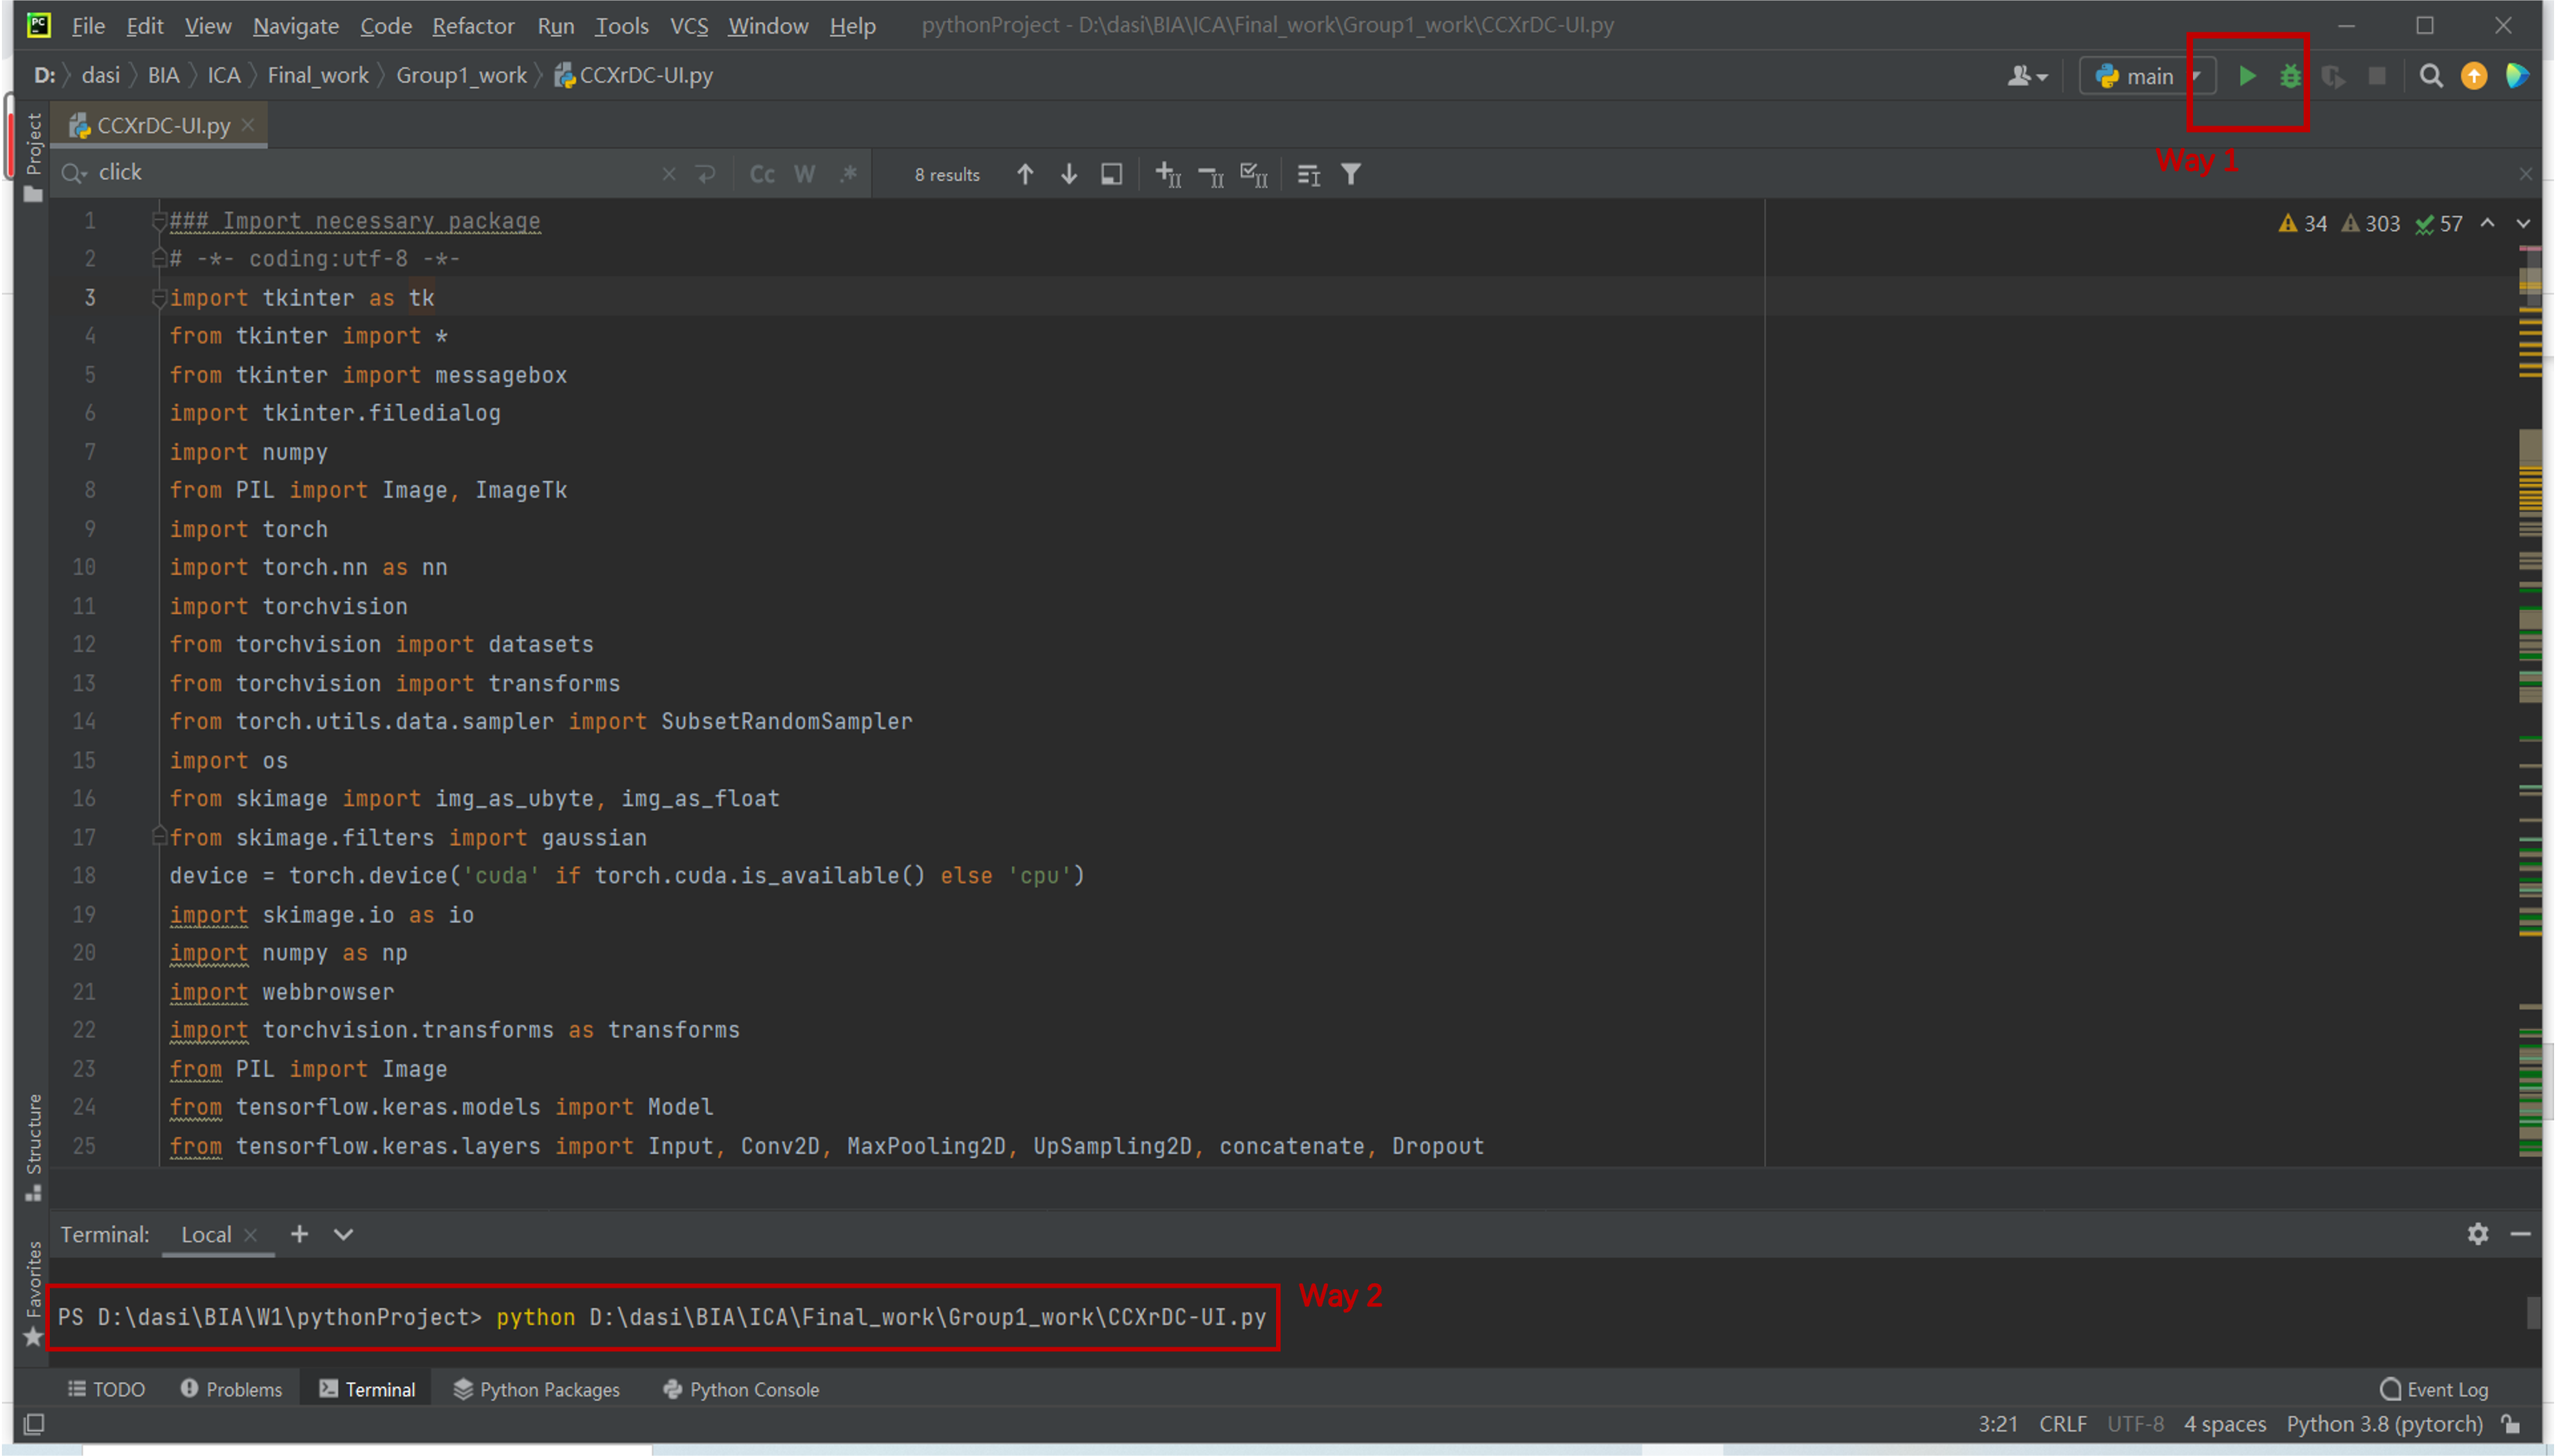 PC File Edit View Navigate Code Refactor Run Tools VCS Window Help pythonProject - D:\dasi\BIA\ICA\Final_work\Group1_work\CCXrDC-UI.py
D: dasi BIA ICA Final_work Group1_work CCXrDC-UI.py main
CCXrDC-UI.py
Way 1
click Cc W .* 8 results
34 303 57
Project
1 ### Import necessary package
2 # -*- coding:utf-8 -*-
3 import tkinter as tk
4 from tkinter import *
5 from tkinter import messagebox
6 import tkinter.filedialog
7 import numpy
8 from PIL import Image, ImageTk
9 import torch
10 import torch.nn as nn
11 import torchvision
12 from torchvision import datasets
13 from torchvision import transforms
14 from torch.utils.data.sampler import SubsetRandomSampler
15 import os
16 from skimage import img_as_ubyte, img_as_float
17 from skimage.filters import gaussian
18 device = torch.device('cuda' if torch.cuda.is_available() else 'cpu')
19 import skimage.io as io
20 import numpy as np
21 import webbrowser
22 import torchvision.transforms as transforms
23 from PIL import Image
24 from tensorflow.keras.models import Model
25 from tensorflow.keras.layers import Input, Conv2D, MaxPooling2D, UpSampling2D, concatenate, Dropout
Structure
Favorites
Terminal: Local
PS D:\dasi\BIA\W1\pythonProject> python D:\dasi\BIA\ICA\Final_work\Group1_work\CCXrDC-UI.py
Way 2
TODO Problems Terminal Python Packages Python Console Event Log
3:21 CRLF UTF-8 4 spaces Python 3.8 (pytorch)